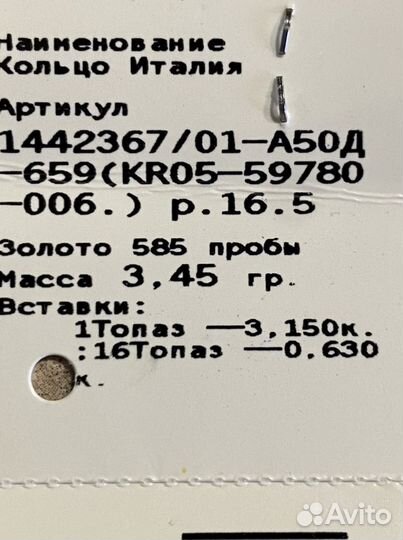 Наименование
Кольцо Италия
Артикул
1442367/01–А50Д
–659(KR05–59780
–006.) р.16.5
Золото 585 пробы
Масса 3,45 гр.
Вставки:
1Топаз —3,150к.
:16Топаз —0,630
к.
Avito